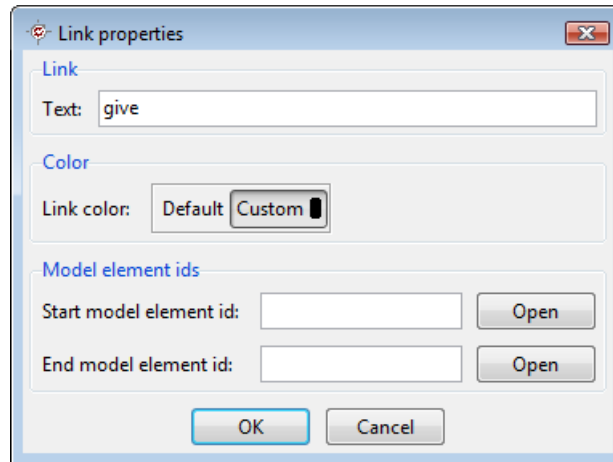 Link properties
Link
Text: give
Color
Link color: Default Custom
Model element ids
Start model element id: Open
End model element id: Open
OK Cancel